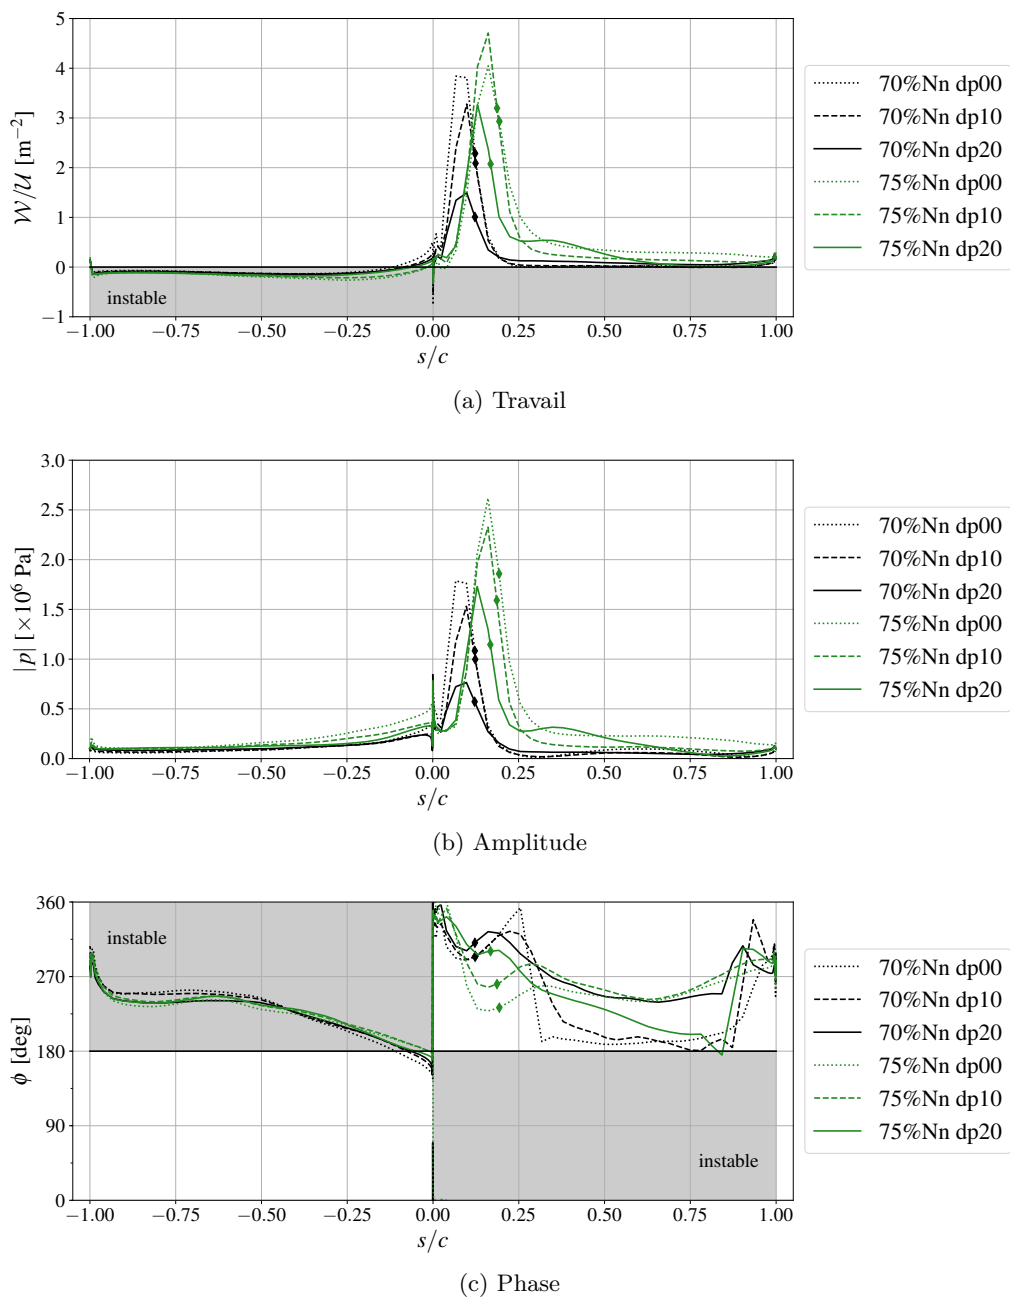 5
4
3
2
1
0
−1
𝒲/𝒰 [m⁻²]
instable
−1.00 −0.75 −0.50 −0.25 0.00 0.25 0.50 0.75 1.00
s/c
70%Nn dp00
70%Nn dp10
70%Nn dp20
75%Nn dp00
75%Nn dp10
75%Nn dp20
(a) Travail
3.0
2.5
2.0
1.5
1.0
0.5
0.0
|p| [×10⁶ Pa]
−1.00 −0.75 −0.50 −0.25 0.00 0.25 0.50 0.75 1.00
s/c
70%Nn dp00
70%Nn dp10
70%Nn dp20
75%Nn dp00
75%Nn dp10
75%Nn dp20
(b) Amplitude
360
270
180
90
0
ϕ [deg]
instable
instable
−1.00 −0.75 −0.50 −0.25 0.00 0.25 0.50 0.75 1.00
s/c
70%Nn dp00
70%Nn dp10
70%Nn dp20
75%Nn dp00
75%Nn dp10
75%Nn dp20
(c) Phase